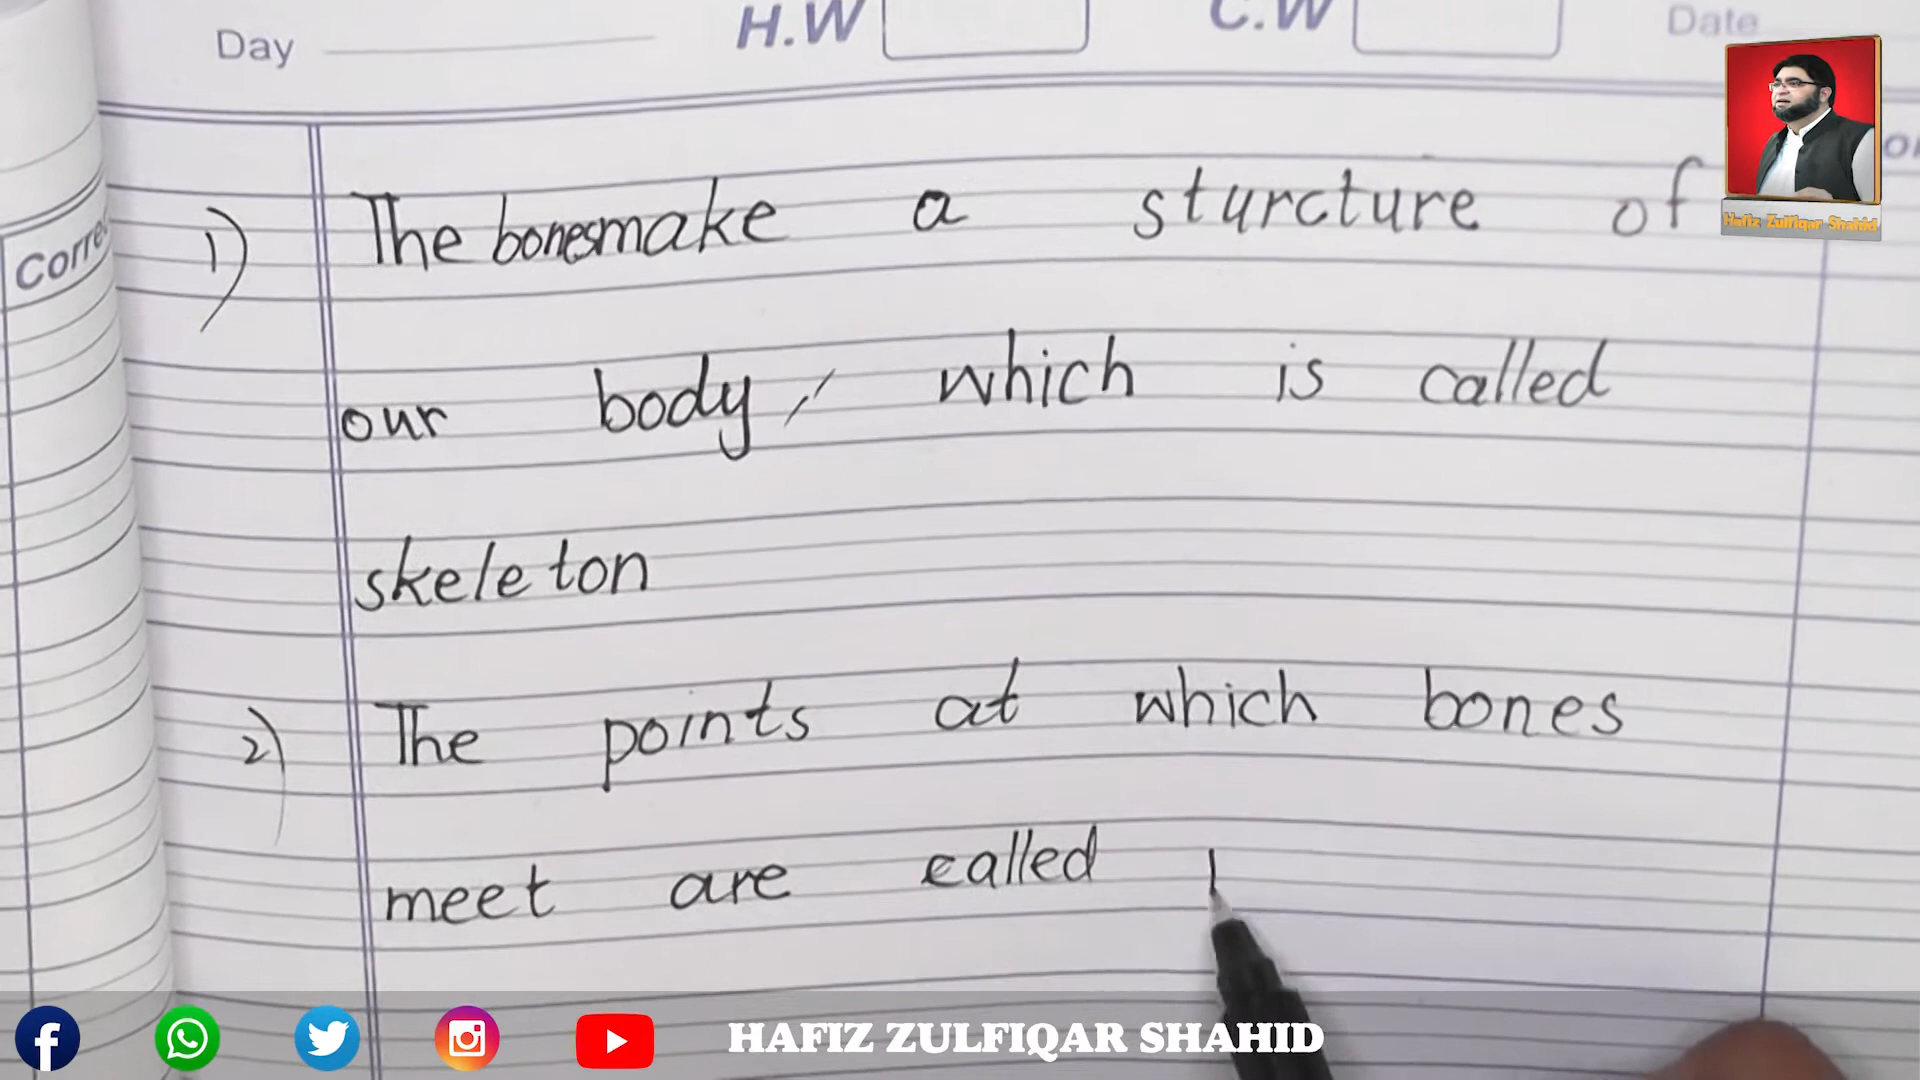 Day H.W C.W Date
Corre
1) The bonesmake a sturcture of
our body, which is called
skeleton
2) The points at which bones
meet are called
Hafiz Zulfiqar Shahid
HAFIZ ZULFIQAR SHAHID